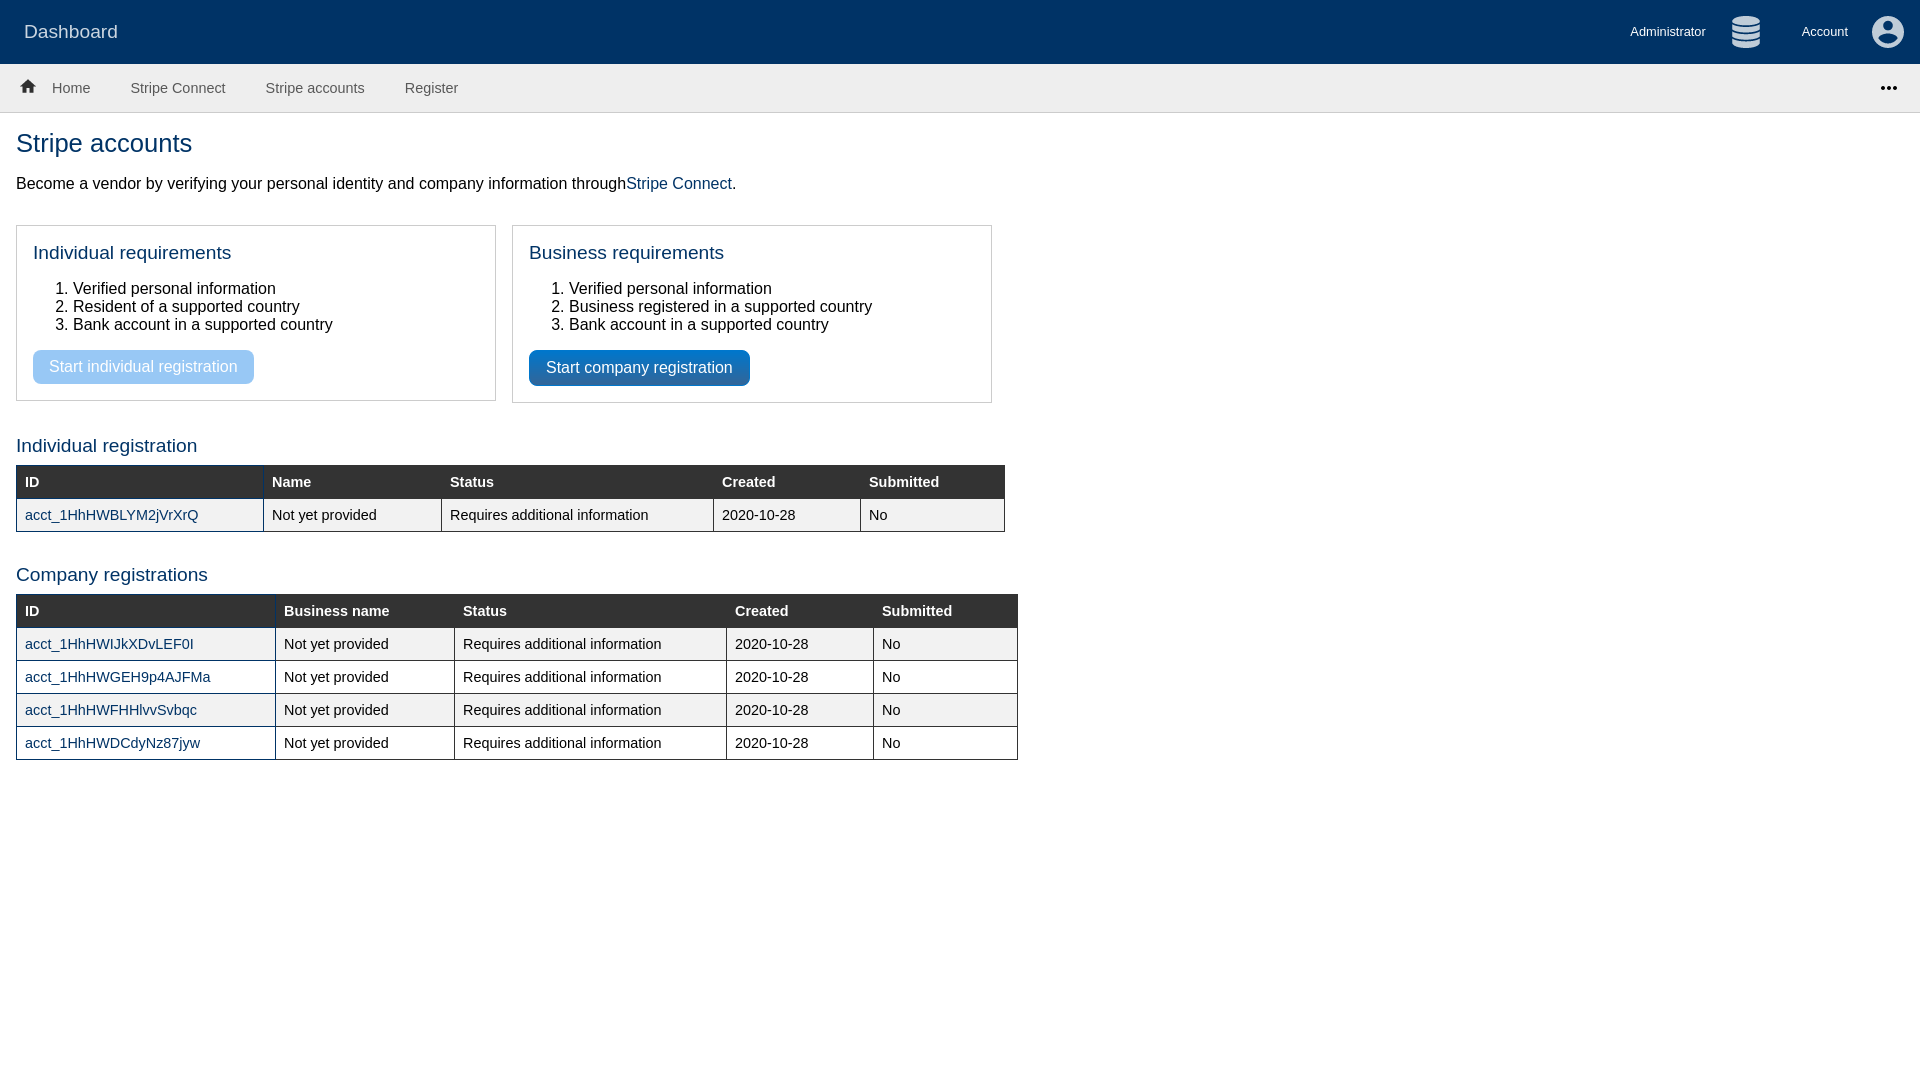 Dashboard
Administrator
Account
Home
Stripe Connect
Stripe accounts
Register
Stripe accounts
Become a vendor by verifying your personal identity and company information throughStripe Connect.
Individual requirements
1. Verified personal information
2. Resident of a supported country
3. Bank account in a supported country
Start individual registration
Business requirements
1. Verified personal information
2. Business registered in a supported country
3. Bank account in a supported country
Start company registration
Individual registration
ID Name Status Created Submitted
acct_1HhHWBLYM2jVrXrQ Not yet provided Requires additional information 2020-10-28 No
Company registrations
ID Business name Status Created Submitted
acct_1HhHWIJkXDvLEF0I Not yet provided Requires additional information 2020-10-28 No
acct_1HhHWGEH9p4AJFMa Not yet provided Requires additional information 2020-10-28 No
acct_1HhHWFHHlvvSvbqc Not yet provided Requires additional information 2020-10-28 No
acct_1HhHWDCdyNz87jyw Not yet provided Requires additional information 2020-10-28 No